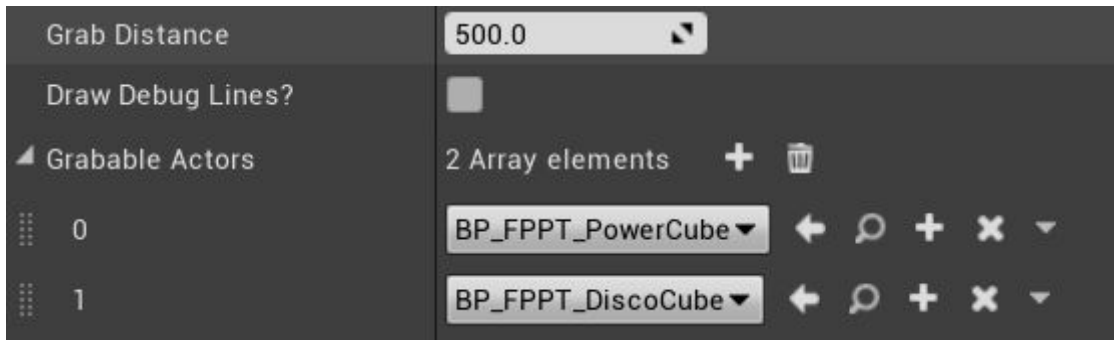 Grab Distance 500.0
Draw Debug Lines?
Grabable Actors 2 Array elements
0 BP_FPPT_PowerCube
1 BP_FPPT_DiscoCube